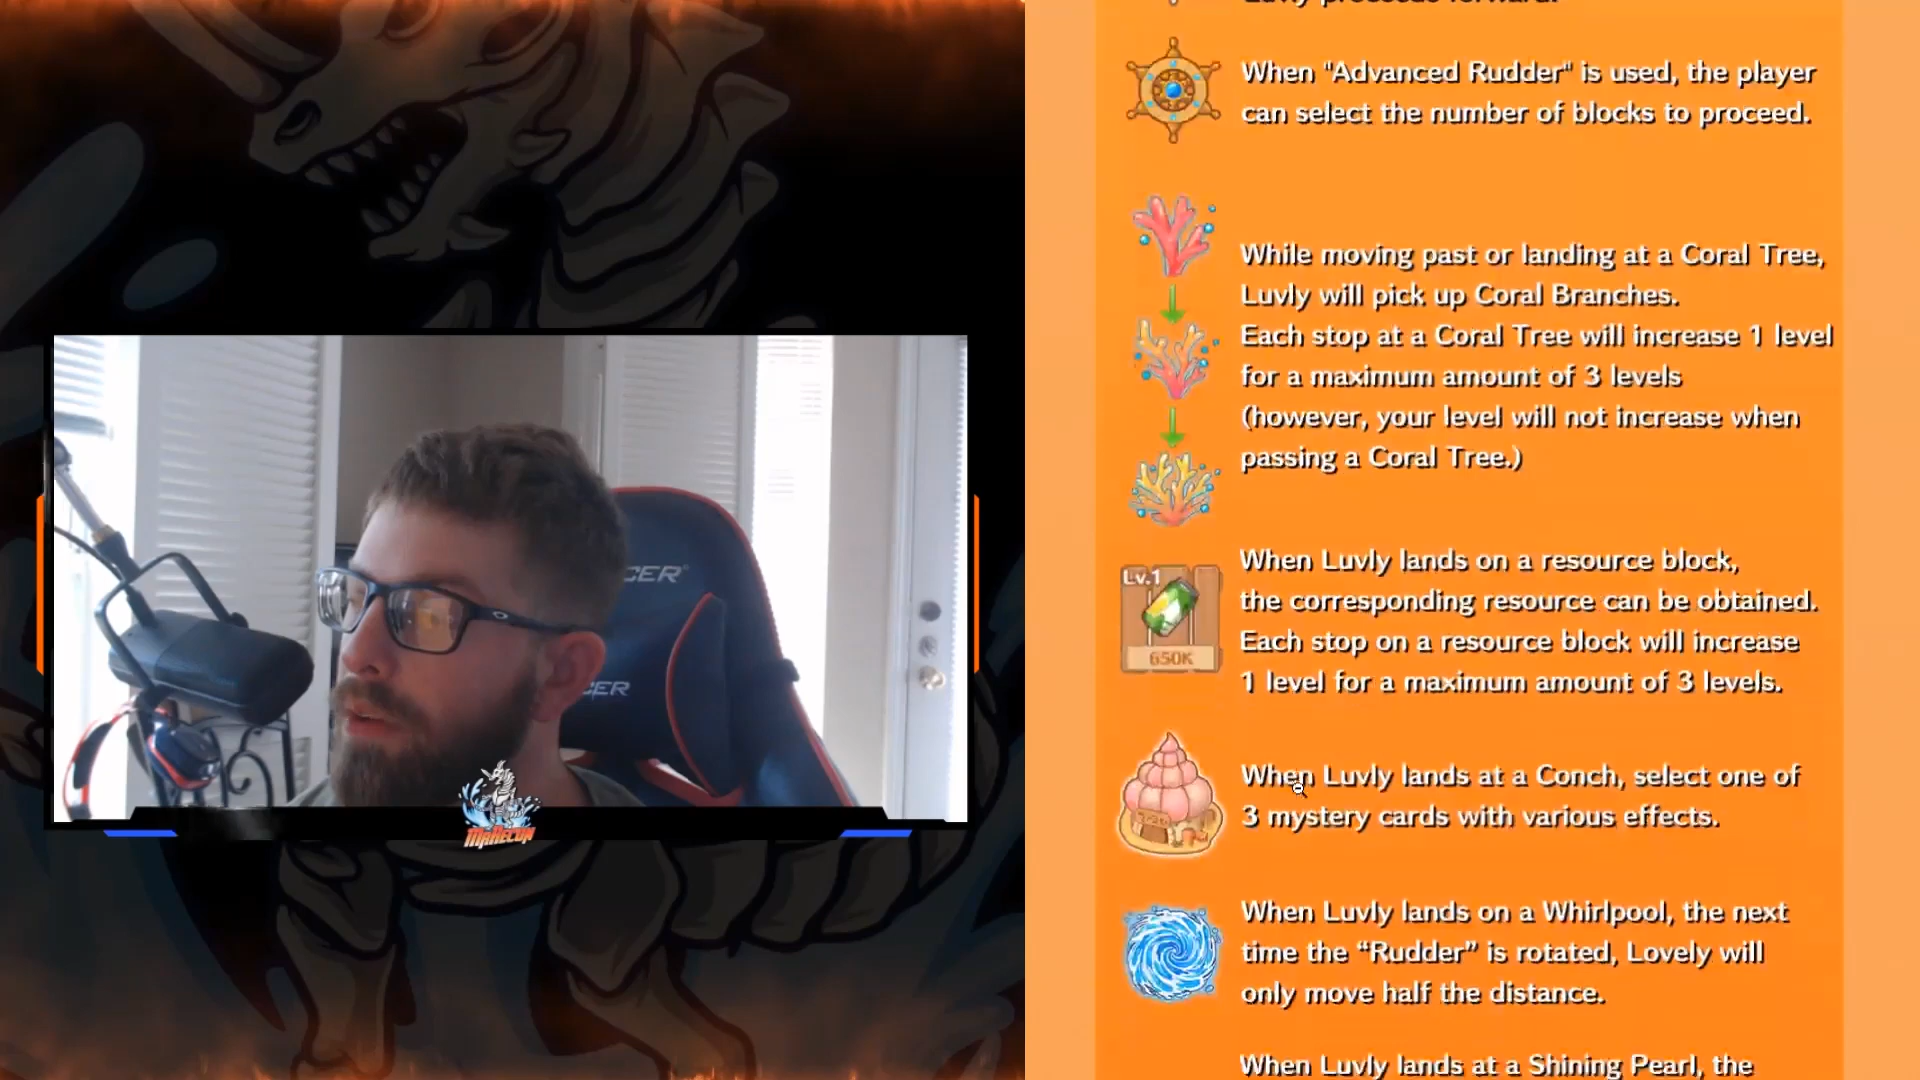 Luvly proceeds forward.
When "Advanced Rudder" is used, the player
can select the number of blocks to proceed.
While moving past or landing at a Coral Tree,
Luvly will pick up Coral Branches.
Each stop at a Coral Tree will increase 1 level
for a maximum amount of 3 levels
(however, your level will not increase when
passing a Coral Tree.)
When Luvly lands on a resource block,
the corresponding resource can be obtained.
Each stop on a resource block will increase
1 level for a maximum amount of 3 levels.
Lv.1
650K
When Luvly lands at a Conch, select one of
3 mystery cards with various effects.
When Luvly lands on a Whirlpool, the next
time the “Rudder” is rotated, Lovely will
only move half the distance.
When Luvly lands at a Shining Pearl, the
CER
CER
MRRECON